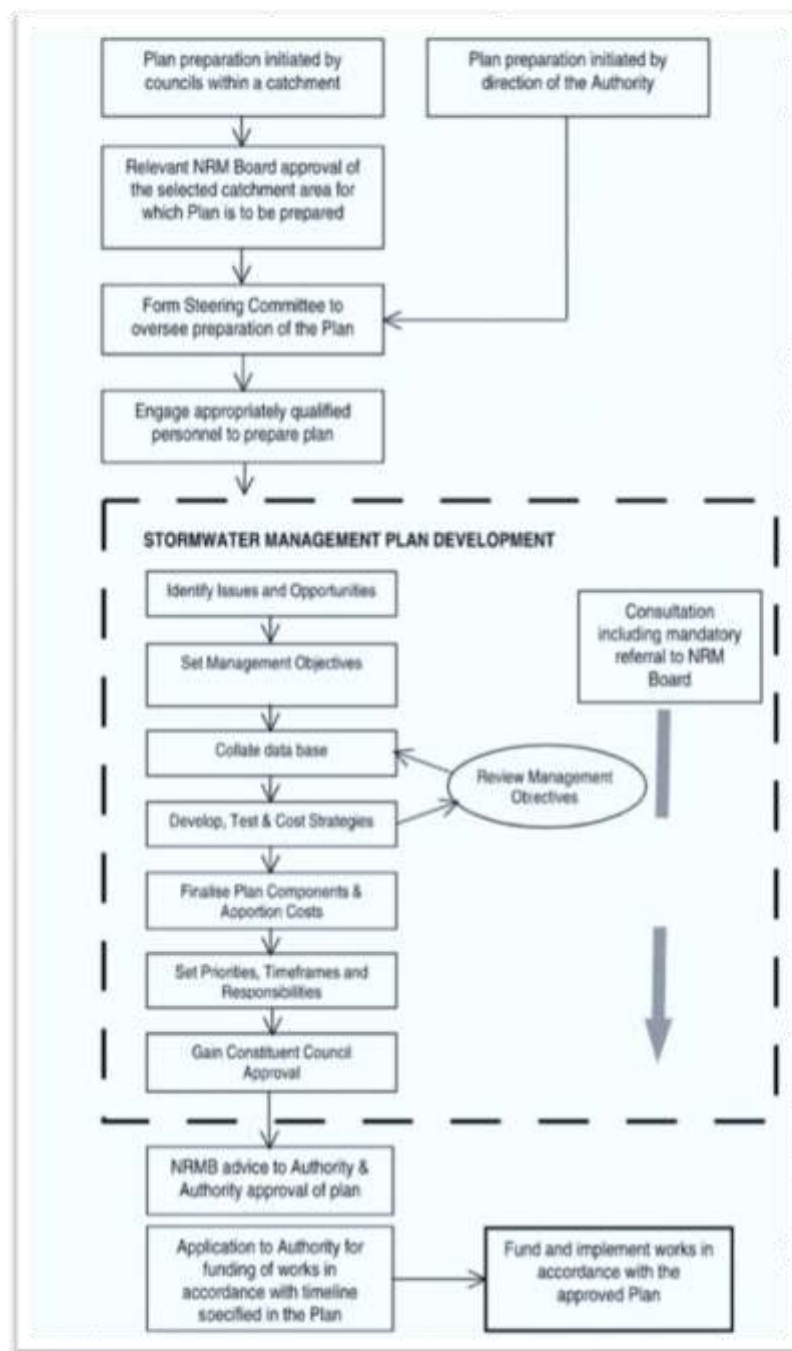 Plan preparation initiated by
councils within a catchment
Plan preparation initiated by
direction of the Authority
Relevant NRM Board approval of
the selected catchment area for
which Plan is to be prepared
Form Steering Committee to
oversee preparation of the Plan
Engage appropriately qualified
personnel to prepare plan
STORMWATER MANAGEMENT PLAN DEVELOPMENT
Identify Issues and Opportunities
Consultation
including mandatory
referral to NRM
Board
Set Management Objectives
Collate data base
Review Management
Objectives
Develop, Test & Cost Strategies
Finalise Plan Components &
Apportion Costs
Set Priorities, Timeframes and
Responsibilities
Gain Constituent Council
Approval
NRMB advice to Authority &
Authority approval of plan
Application to Authority for
funding of works in
accordance with timeline
specified in the Plan
Fund and implement works in
accordance with the
approved Plan